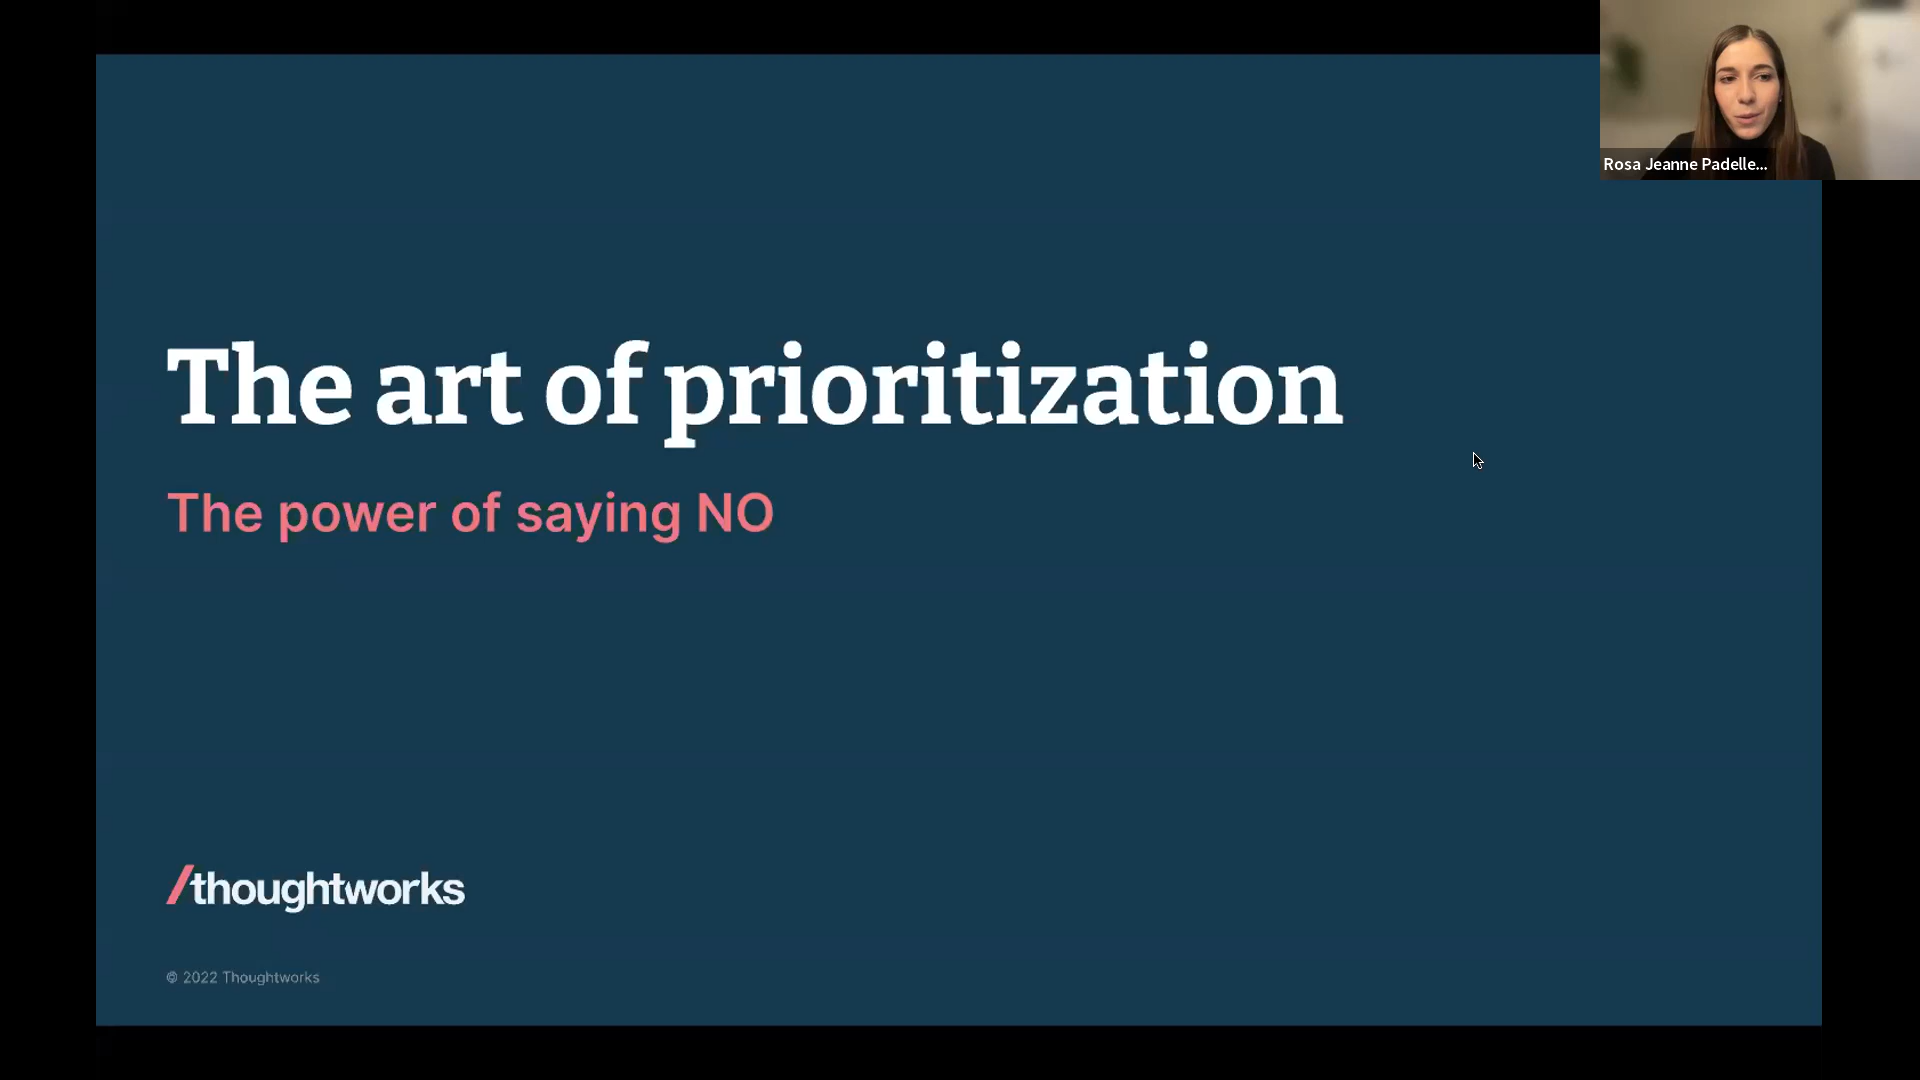 Rosa Jeanne Padelle...
The art of prioritization
The power of saying NO
/thoughtworks
© 2022 Thoughtworks